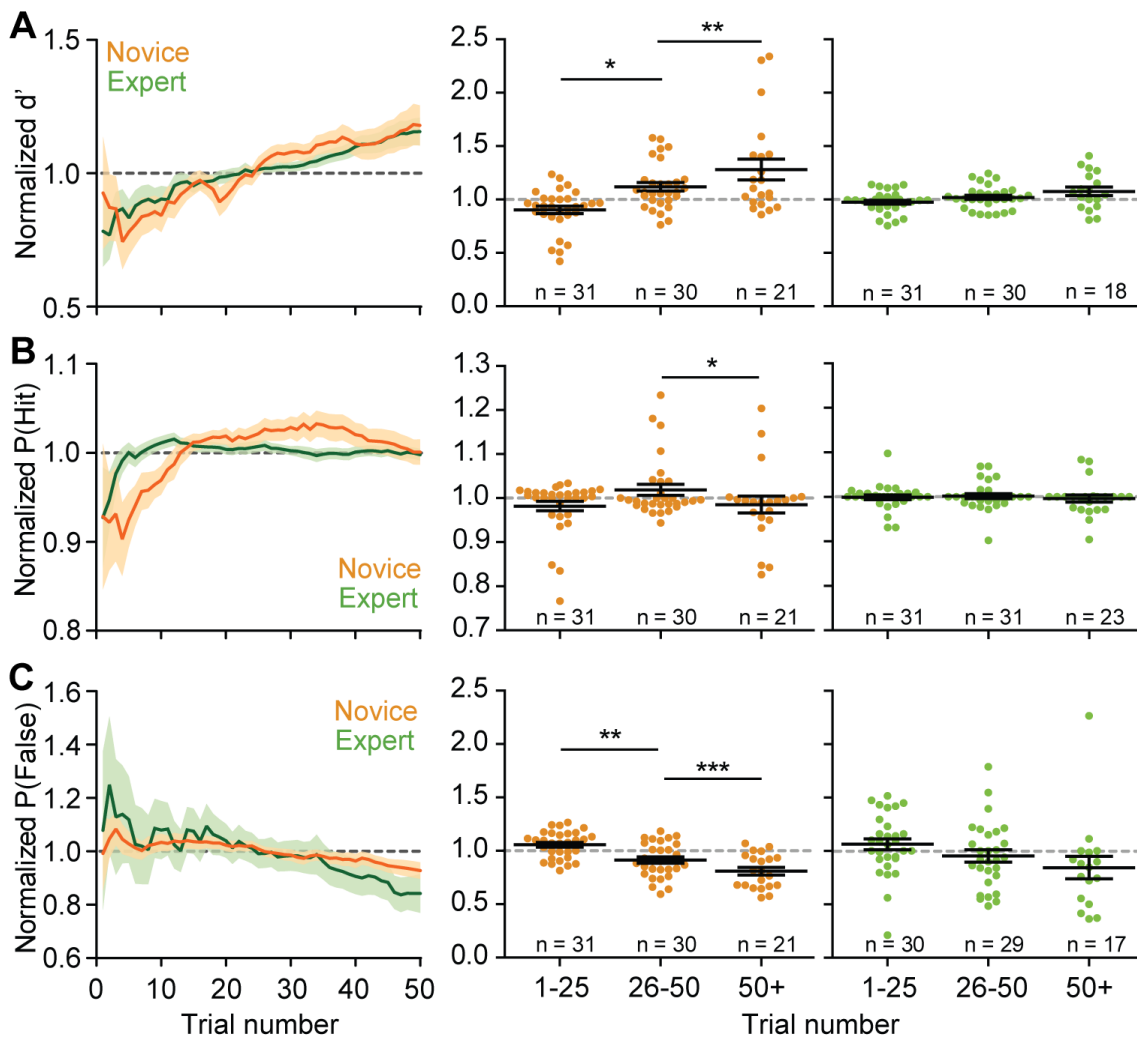 A
Normalized d'
1.5
1.0
0.5
Novice
Expert
2.5
2.0
1.5
1.0
0.5
0.0
*
**
n = 31
n = 30
n = 21
n = 31
n = 30
n = 18
B
Normalized P(Hit)
1.1
1.0
0.9
0.8
Novice
Expert
1.3
1.2
1.1
1.0
0.9
0.8
0.7
*
n = 31
n = 30
n = 21
n = 31
n = 31
n = 23
C
Normalized P(False)
1.6
1.4
1.2
1.0
0.8
0.6
Novice
Expert
0
10
20
30
40
50
Trial number
2.5
2.0
1.5
1.0
0.5
0.0
**
***
n = 31
n = 30
n = 21
n = 30
n = 29
n = 17
1-25
26-50
50+
1-25
26-50
50+
Trial number